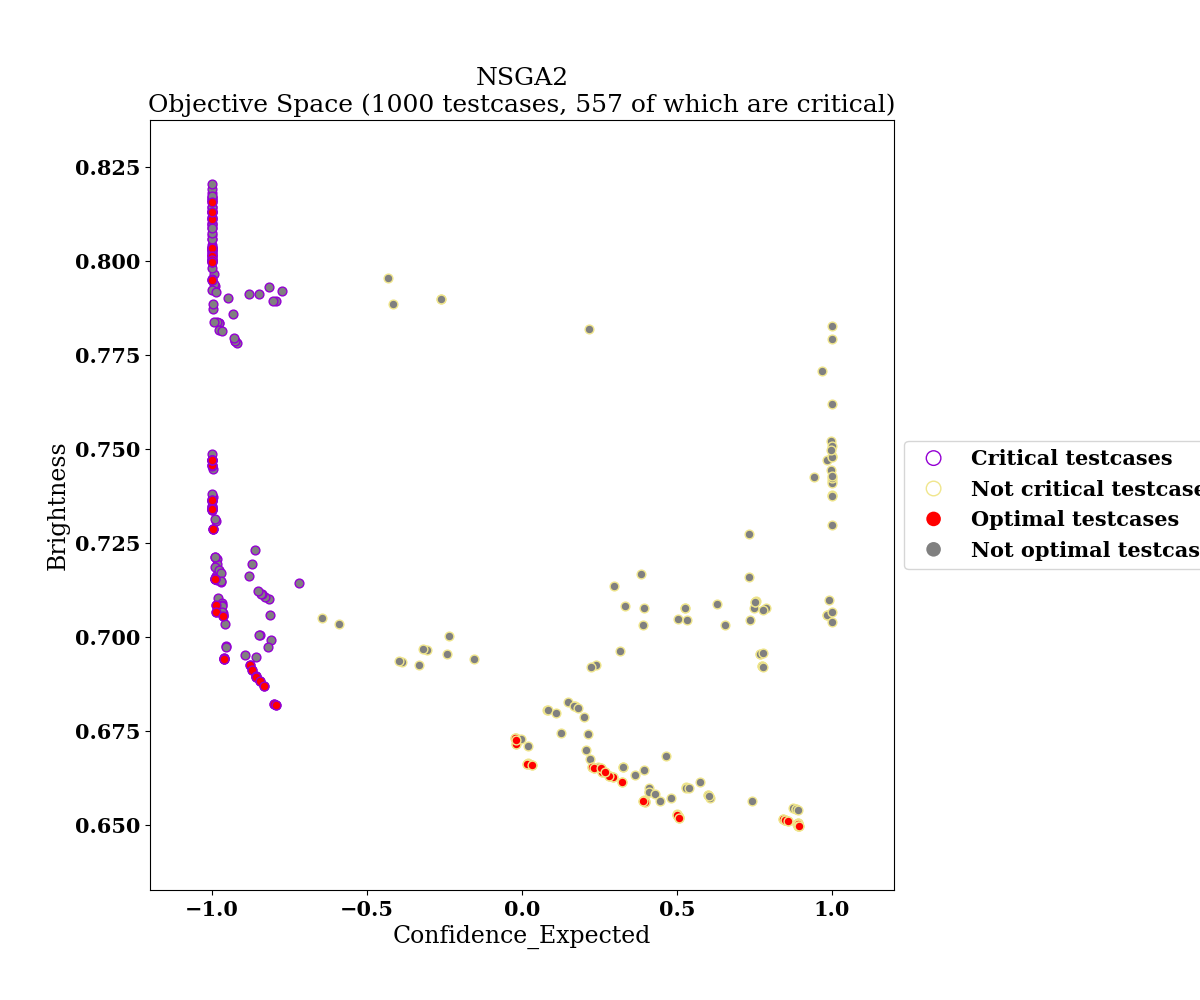 NSGA2
Objective Space (1000 testcases, 557 of which are critical)
0.825
0.800
0.775
0.750
0.725
0.700
0.675
0.650
Brightness
−1.0
−0.5
0.0
0.5
1.0
Confidence_Expected
Critical testcases
Not critical testcase
Optimal testcases
Not optimal testcas